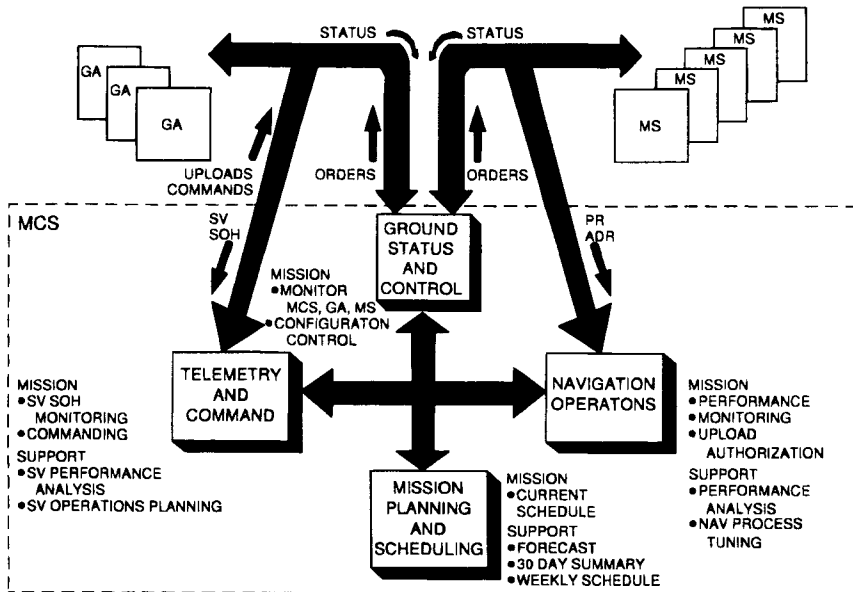 STATUS
STATUS
GA
GA
GA
MS
MS
MS
MS
MS
UPLOADS
COMMANDS
ORDERS
ORDERS
MCS
SV
SOH
GROUND
STATUS
AND
CONTROL
PR
ADR
MISSION
●MONITOR
MCS, GA, MS
●CONFIGURATON
CONTROL
TELEMETRY
AND
COMMAND
NAVIGATION
OPERATONS
MISSION
●SV SOH
MONITORING
●COMMANDING
SUPPORT
●SV PERFORMANCE
ANALYSIS
●SV OPERATIONS PLANNING
MISSION
●PERFORMANCE
●MONITORING
●UPLOAD
AUTHORIZATION
SUPPORT
●PERFORMANCE
ANALYSIS
●NAV PROCESS
TUNING
MISSION
PLANNING
AND
SCHEDULING
MISSION
●CURRENT
SCHEDULE
SUPPORT
●FORECAST
●30 DAY SUMMARY
●WEEKLY SCHEDULE